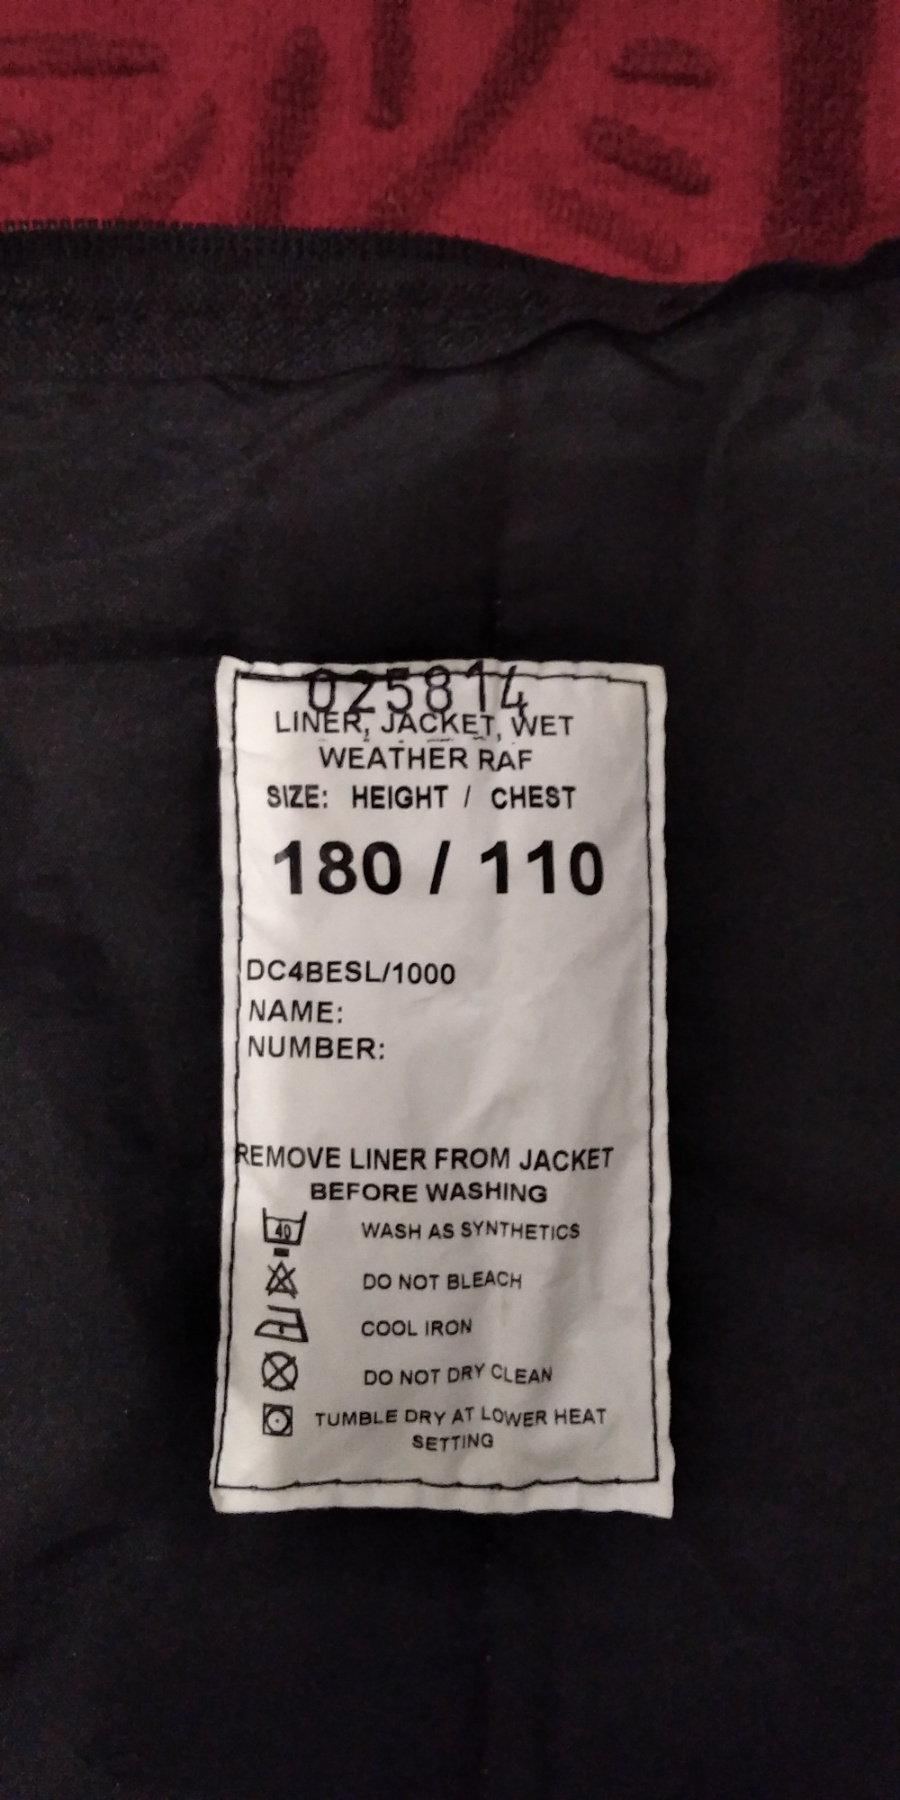 025814
LINER, JACKET, WET
WEATHER RAF
SIZE: HEIGHT / CHEST
180 / 110
DC4BESL/1000
NAME:
NUMBER:
REMOVE LINER FROM JACKET
BEFORE WASHING
40 WASH AS SYNTHETICS
DO NOT BLEACH
COOL IRON
DO NOT DRY CLEAN
TUMBLE DRY AT LOWER HEAT
SETTING